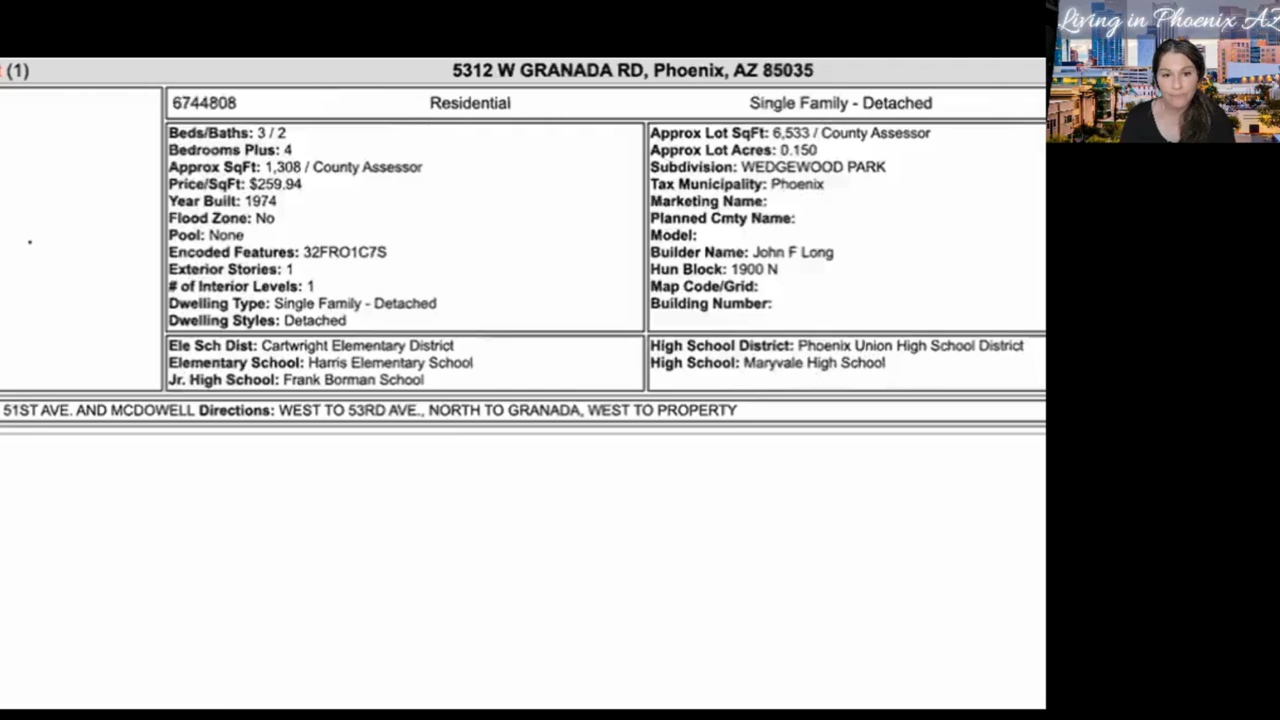 Living in Phoenix AZ
(1)
5312 W GRANADA RD, Phoenix, AZ 85035
6744808 Residential Single Family - Detached
Beds/Baths: 3 / 2
Bedrooms Plus: 4
Approx SqFt: 1,308 / County Assessor
Price/SqFt: $259.94
Year Built: 1974
Flood Zone: No
Pool: None
Encoded Features: 32FRO1C7S
Exterior Stories: 1
# of Interior Levels: 1
Dwelling Type: Single Family - Detached
Dwelling Styles: Detached
Approx Lot SqFt: 6,533 / County Assessor
Approx Lot Acres: 0.150
Subdivision: WEDGEWOOD PARK
Tax Municipality: Phoenix
Marketing Name:
Planned Cmty Name:
Model:
Builder Name: John F Long
Hun Block: 1900 N
Map Code/Grid:
Building Number:
Ele Sch Dist: Cartwright Elementary District
Elementary School: Harris Elementary School
Jr. High School: Frank Borman School
High School District: Phoenix Union High School District
High School: Maryvale High School
51ST AVE. AND MCDOWELL Directions: WEST TO 53RD AVE., NORTH TO GRANADA, WEST TO PROPERTY